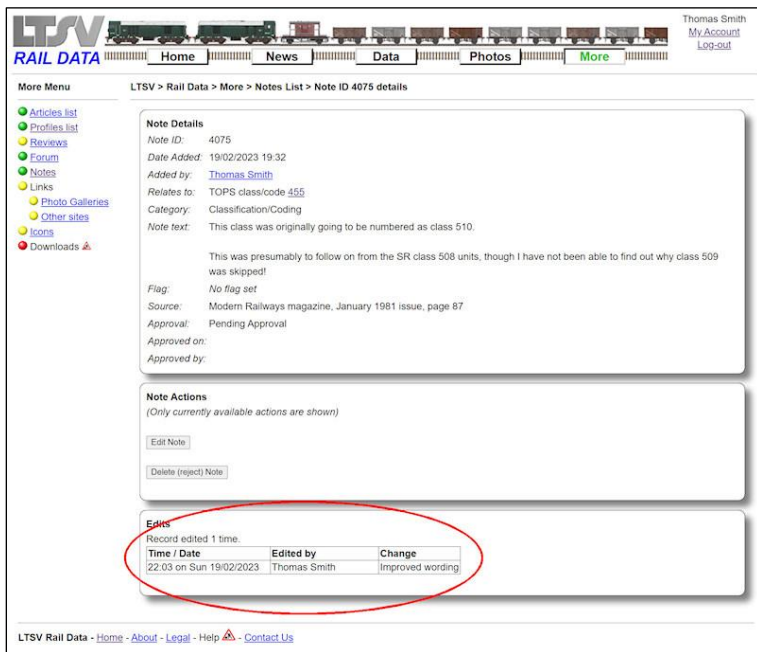 LTSV
RAIL DATA
Home
News
Data
Photos
More
Thomas Smith
My Account
Log-out
More Menu
Articles list
Profiles list
Reviews
Forum
Notes
Links
Photo Galleries
Other sites
Icons
Downloads
LTSV > Rail Data > More > Notes List > Note ID 4075 details
Note Details
Note ID: 4075
Date Added: 19/02/2023 19:32
Added by: Thomas Smith
Relates to: TOPS class/code 455
Category: Classification/Coding
Note text: This class was originally going to be numbered as class 510.
This was presumably to follow on from the SR class 508 units, though I have not been able to find out why class 509
was skipped!
Flag: No flag set
Source: Modern Railways magazine, January 1981 issue, page 87
Approval: Pending Approval
Approved on:
Approved by:
Note Actions
(Only currently available actions are shown)
Edit Note
Delete (reject) Note
Edits
Record edited 1 time.
Time / Date Edited by Change
22:03 on Sun 19/02/2023 Thomas Smith Improved wording
LTSV Rail Data - Home - About - Legal - Help - Contact Us